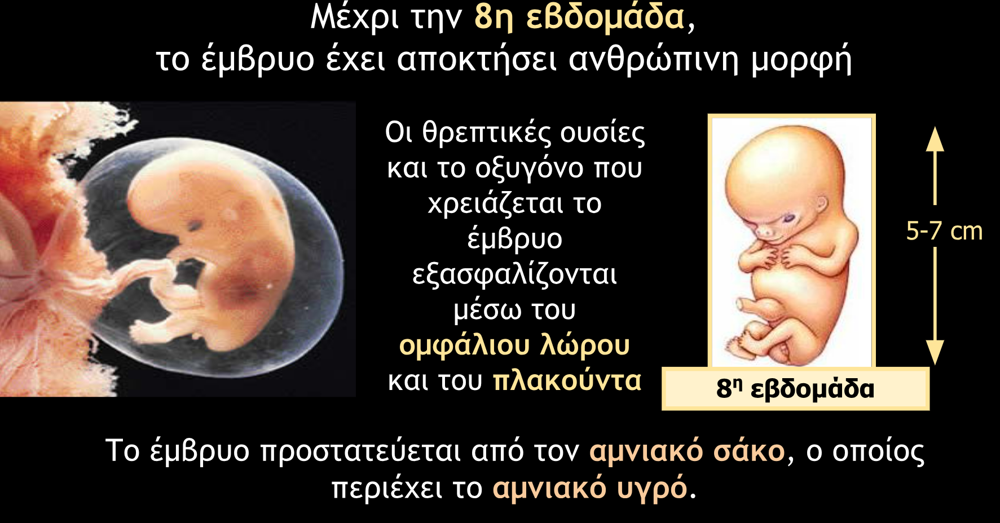 Μέχρι την 8η εβδομάδα,
το έμβρυο έχει αποκτήσει ανθρώπινη μορφή
Οι θρεπτικές ουσίες
και το οξυγόνο που
χρειάζεται το
έμβρυο
εξασφαλίζονται
μέσω του
ομφάλιου λώρου
και του πλακούντα
5-7 cm
8η εβδομάδα
Το έμβρυο προστατεύεται από τον αμνιακό σάκο, ο οποίος
περιέχει το αμνιακό υγρό.